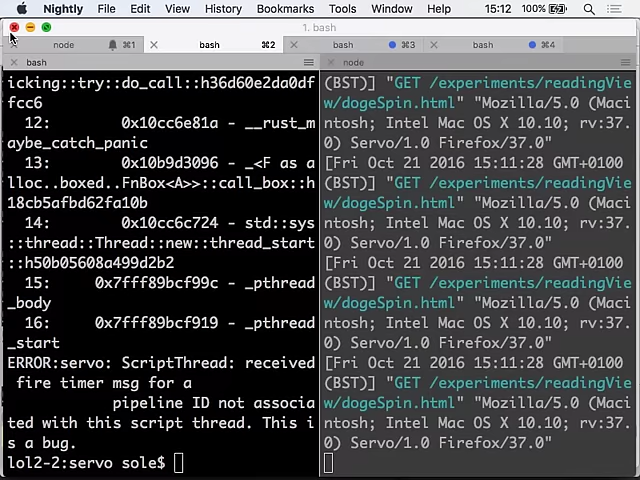 Nightly File Edit View History Bookmarks Tools Window Help 15:12 100%
1. bash
node ⌘1 bash ⌘2 bash ⌘3 bash ⌘4
bash
icking::try::do_call::h36d60e2da0df
fcc6
12: 0x10cc6e81a - __rust_m
aybe_catch_panic
13: 0x10b9d3096 - _<F as a
lloc..boxed..FnBox<A>>::call_box::h
18cb5afbd62fa10b
14: 0x10cc6c724 - std::sys
::thread::Thread::new::thread_start
::h50b05608a499d2b2
15: 0x7fff89bcf99c - _pthread
_body
16: 0x7fff89bcf919 - _pthread
_start
ERROR:servo: ScriptThread: received
fire timer msg for a
pipeline ID not associa
ted with this script thread. This i
s a bug.
lol2-2:servo sole$
node
(BST)] "GET /experiments/readingVie
w/dogeSpin.html" "Mozilla/5.0 (Maci
ntosh; Intel Mac OS X 10.10; rv:37.
0) Servo/1.0 Firefox/37.0"
[Fri Oct 21 2016 15:11:28 GMT+0100
(BST)] "GET /experiments/readingVie
w/dogeSpin.html" "Mozilla/5.0 (Maci
ntosh; Intel Mac OS X 10.10; rv:37.
0) Servo/1.0 Firefox/37.0"
[Fri Oct 21 2016 15:11:28 GMT+0100
(BST)] "GET /experiments/readingVie
w/dogeSpin.html" "Mozilla/5.0 (Maci
ntosh; Intel Mac OS X 10.10; rv:37.
0) Servo/1.0 Firefox/37.0"
[Fri Oct 21 2016 15:11:28 GMT+0100
(BST)] "GET /experiments/readingVie
w/dogeSpin.html" "Mozilla/5.0 (Maci
ntosh; Intel Mac OS X 10.10; rv:37.
0) Servo/1.0 Firefox/37.0"